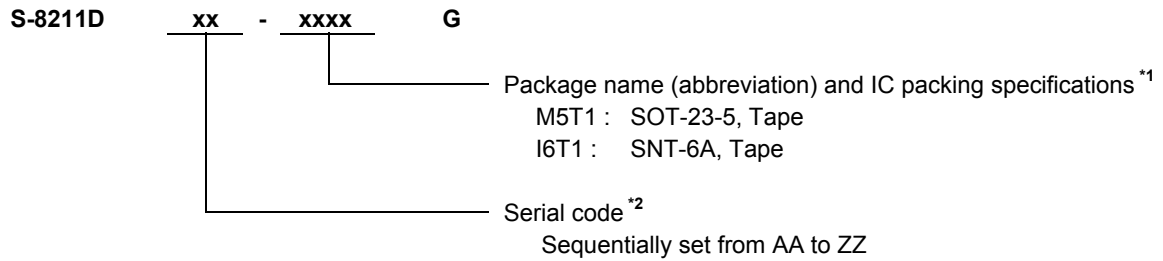 S-8211D xx - xxxx G
Package name (abbreviation) and IC packing specifications *1
M5T1 : SOT-23-5, Tape
I6T1 : SNT-6A, Tape
Serial code *2
Sequentially set from AA to ZZ